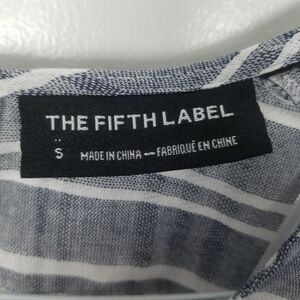 THE FIFTH LABEL
S MADE IN CHINA — FABRIQUÉ EN CHINE